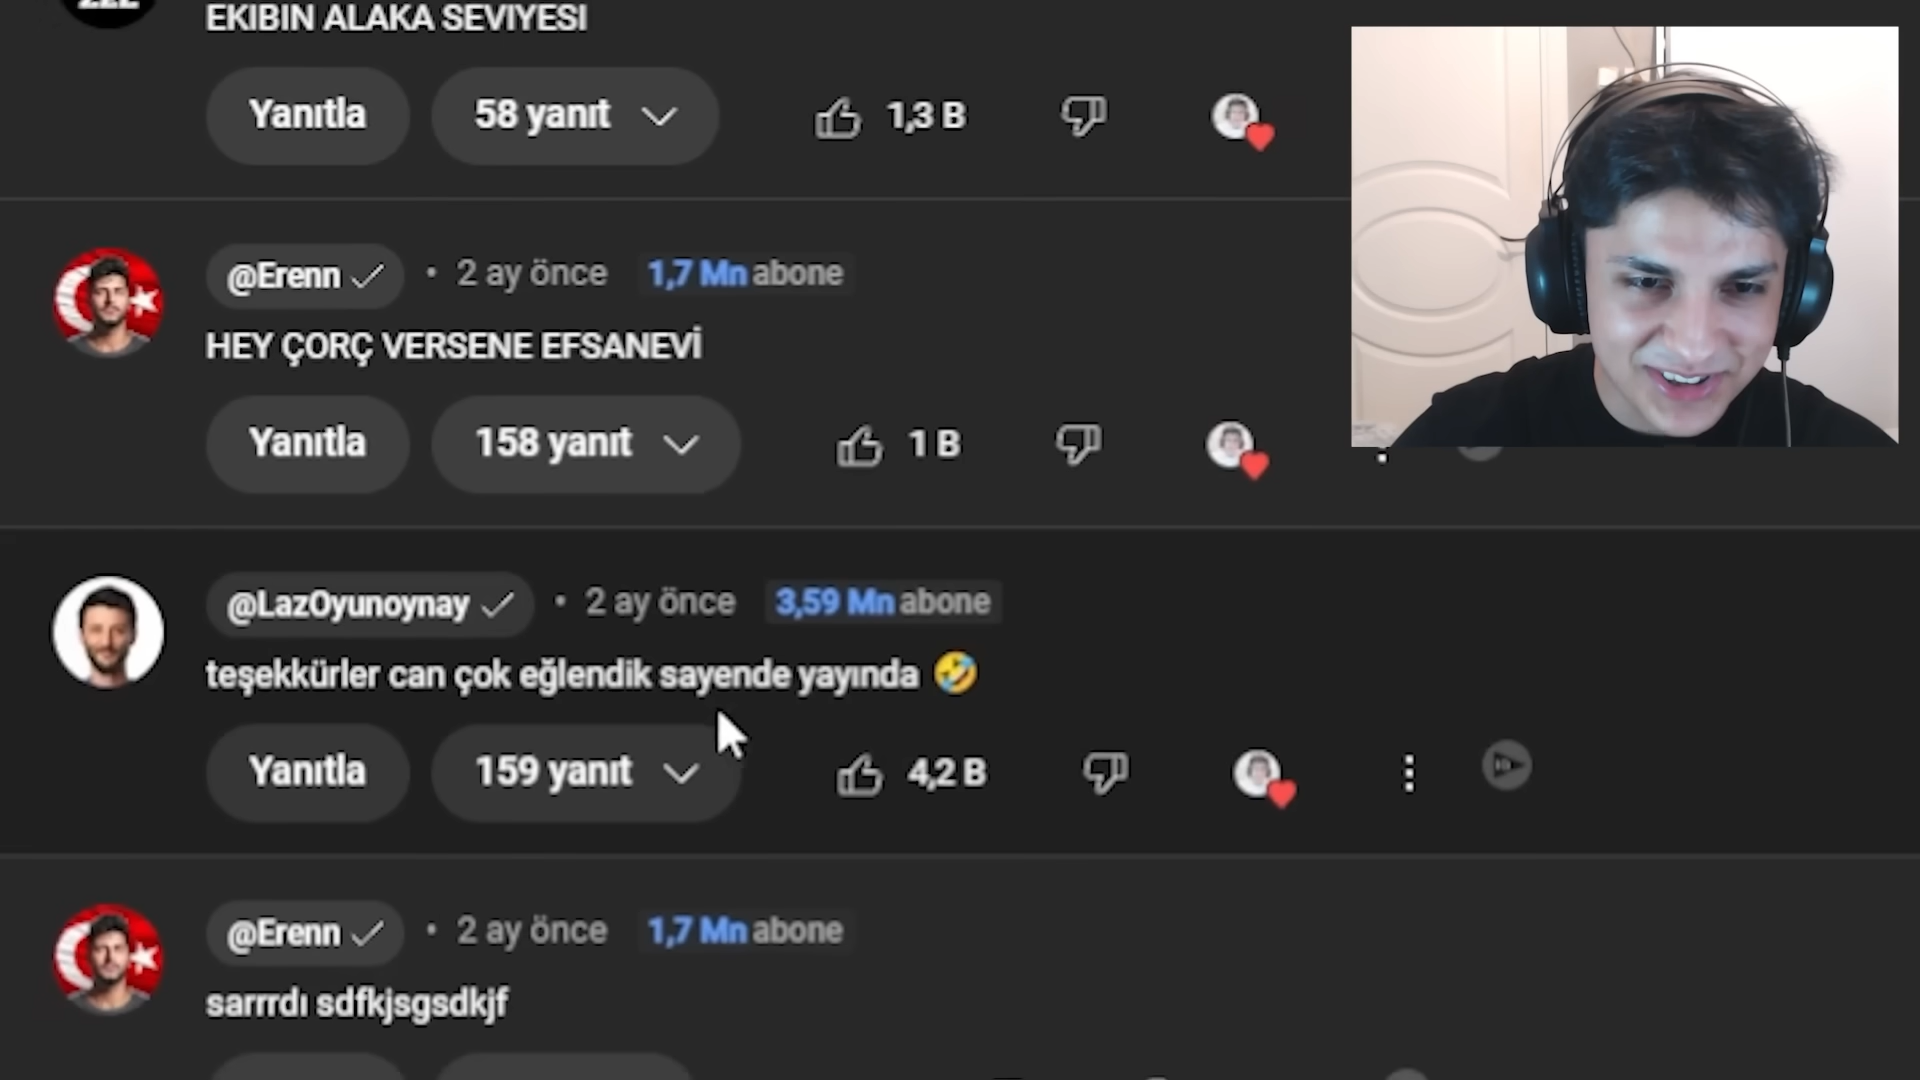 EKIBIN ALAKA SEVIYESI
Yanıtla 58 yanıt 1,3 B
@Erenn • 2 ay önce 1,7 Mn abone
HEY ÇORÇ VERSENE EFSANEVİ
Yanıtla 158 yanıt 1 B
@LazOyunoynay • 2 ay önce 3,59 Mn abone
teşekkürler can çok eğlendik sayende yayında 🤣
Yanıtla 159 yanıt 4,2 B
@Erenn • 2 ay önce 1,7 Mn abone
sarrrdı sdfkjsgsdkjf